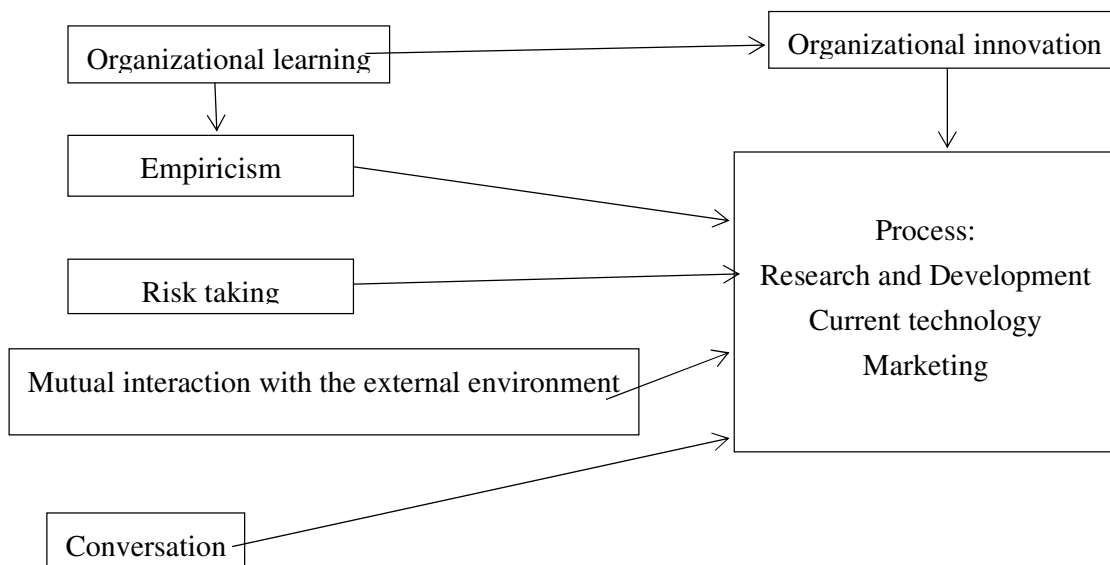 Organizational learning
Organizational innovation
Empiricism
Risk taking
Mutual interaction with the external environment
Conversation
Process:
Research and Development
Current technology
Marketing